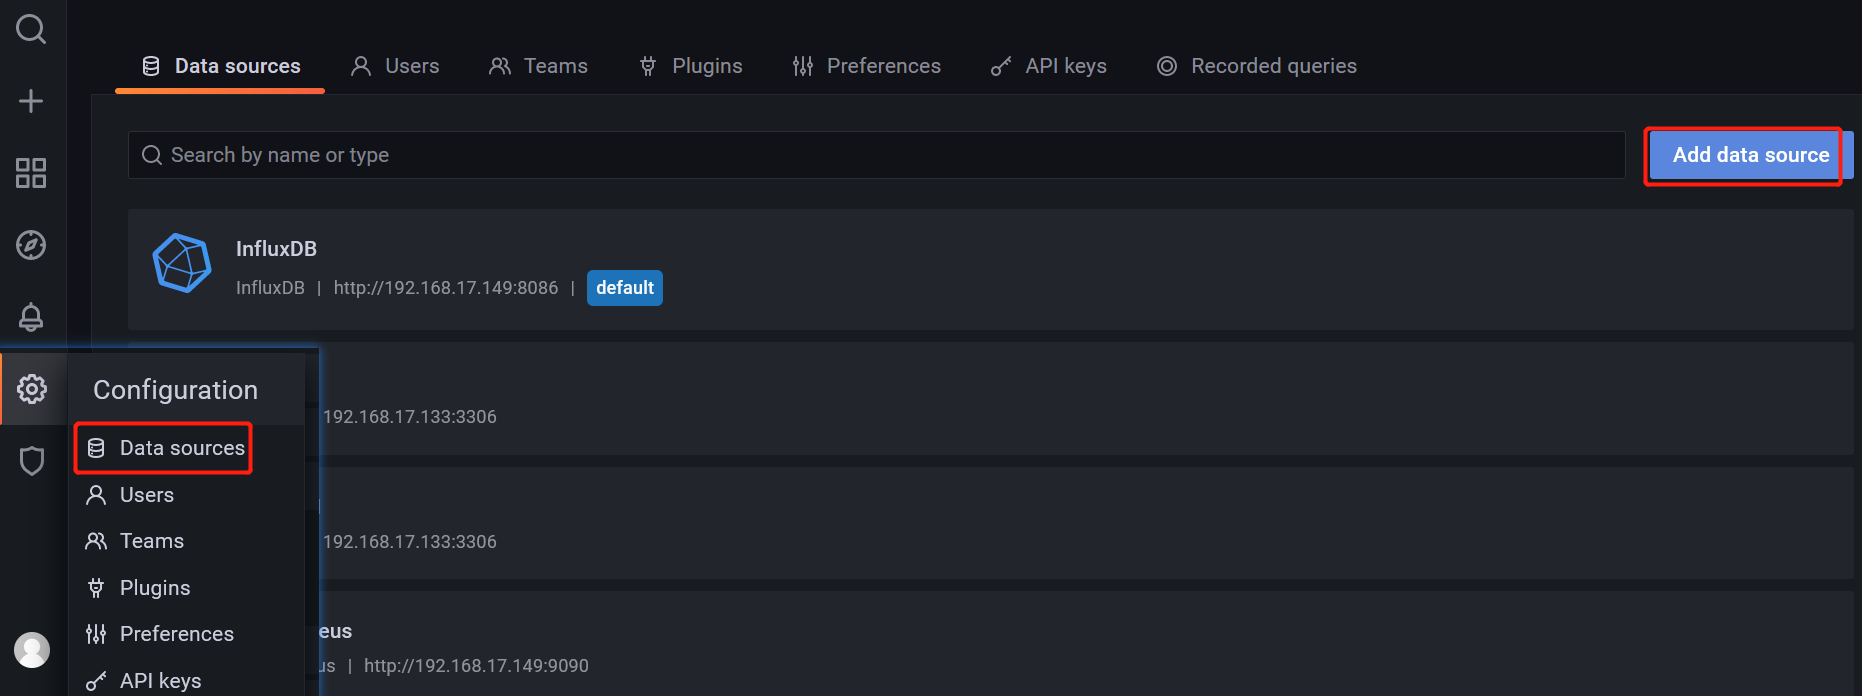 Data sources Users Teams Plugins Preferences API keys Recorded queries
Search by name or type
Add data source
InfluxDB
InfluxDB | http://192.168.17.149:8086 | default
Configuration
192.168.17.133:3306
Data sources
Users
Teams
192.168.17.133:3306
Plugins
Preferences
eus
us | http://192.168.17.149:9090
API keys